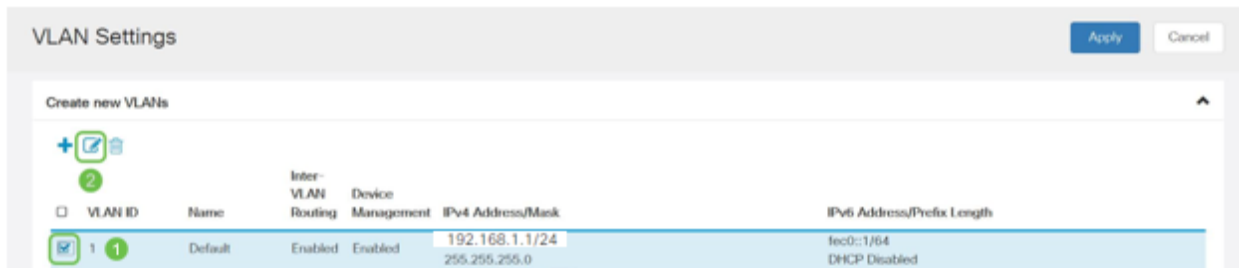 VLAN Settings
Apply
Cancel
Create new VLANs
2
VLAN ID Name Inter-VLAN Routing Device Management IPv4 Address/Mask IPv6 Address/Prefix Length
1 1 Default Enabled Enabled 192.168.1.1/24 fec0::1/64
255.255.255.0 DHCP Disabled